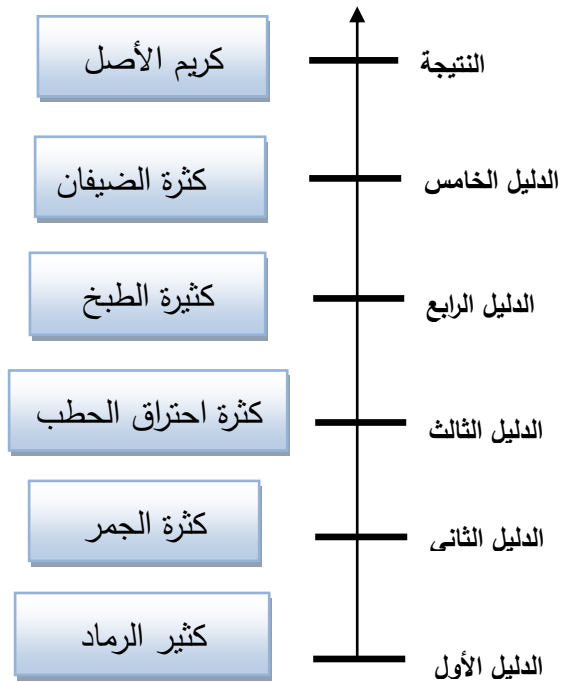 النتيجة
كريم الأصل
الدليل الخامس
كثرة الضيفان
الدليل الرابع
كثيرة الطبخ
الدليل الثالث
كثرة احتراق الحطب
الدليل الثاني
كثرة الجمر
الدليل الأول
كثير الرماد